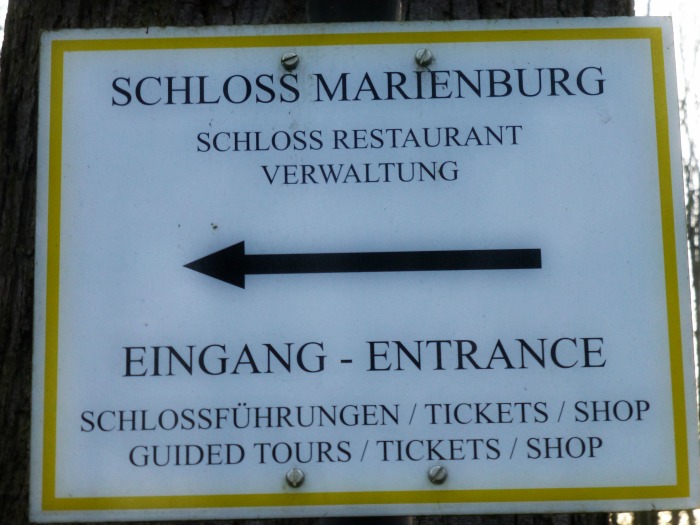 SCHLOSS MARIENBURG
SCHLOSS RESTAURANT
VERWALTUNG
EINGANG - ENTRANCE
SCHLOSSFÜHRUNGEN / TICKETS / SHOP
GUIDED TOURS / TICKETS / SHOP